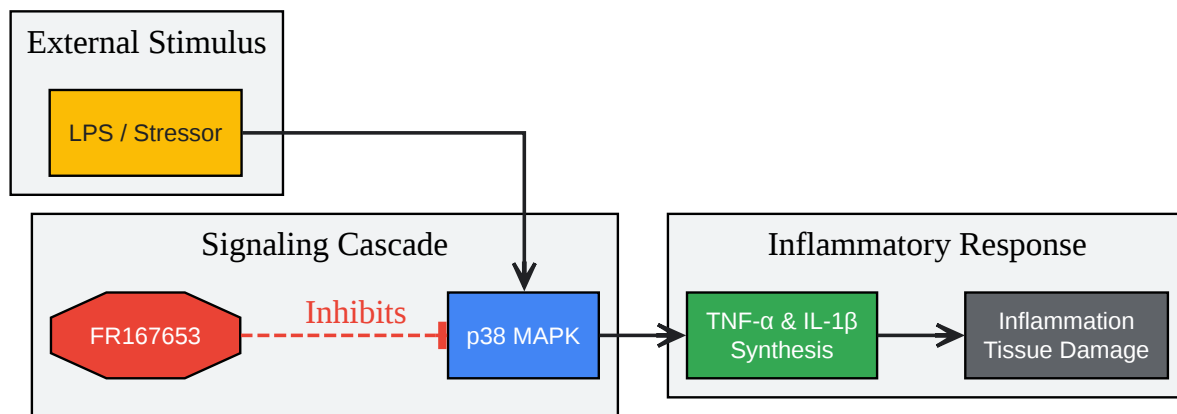 External Stimulus
LPS / Stressor
Signaling Cascade
FR167653
Inhibits
p38 MAPK
Inflammatory Response
TNF-α & IL-1β
Synthesis
Inflammation
Tissue Damage